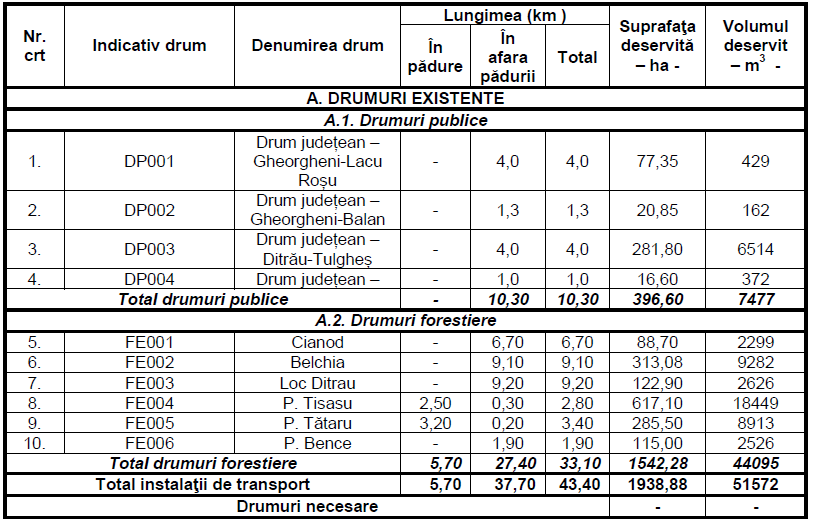 Nr. crt | Indicativ drum | Denumirea drum | Lungimea (km ) | Suprafaţa deservită – ha - | Volumul deservit – m³ -
În pădure | În afara pădurii | Total
A. DRUMURI EXISTENTE
A.1. Drumuri publice
1. | DP001 | Drum județean – Gheorgheni-Lacu Roșu | - | 4,0 | 4,0 | 77,35 | 429
2. | DP002 | Drum județean – Gheorgheni-Balan | - | 1,3 | 1,3 | 20,85 | 162
3. | DP003 | Drum județean – Ditrău-Tulgheș | - | 4,0 | 4,0 | 281,80 | 6514
4. | DP004 | Drum județean – | - | 1,0 | 1,0 | 16,60 | 372
Total drumuri publice | - | 10,30 | 10,30 | 396,60 | 7477
A.2. Drumuri forestiere
5. | FE001 | Cianod | - | 6,70 | 6,70 | 88,70 | 2299
6. | FE002 | Belchia | - | 9,10 | 9,10 | 313,08 | 9282
7. | FE003 | Loc Ditrau | - | 9,20 | 9,20 | 122,90 | 2626
8. | FE004 | P. Tisasu | 2,50 | 0,30 | 2,80 | 617,10 | 18449
9. | FE005 | P. Tătaru | 3,20 | 0,20 | 3,40 | 285,50 | 8913
10. | FE006 | P. Bence | - | 1,90 | 1,90 | 115,00 | 2526
Total drumuri forestiere | 5,70 | 27,40 | 33,10 | 1542,28 | 44095
Total instalaţii de transport | 5,70 | 37,70 | 43,40 | 1938,88 | 51572
Drumuri necesare | - | -